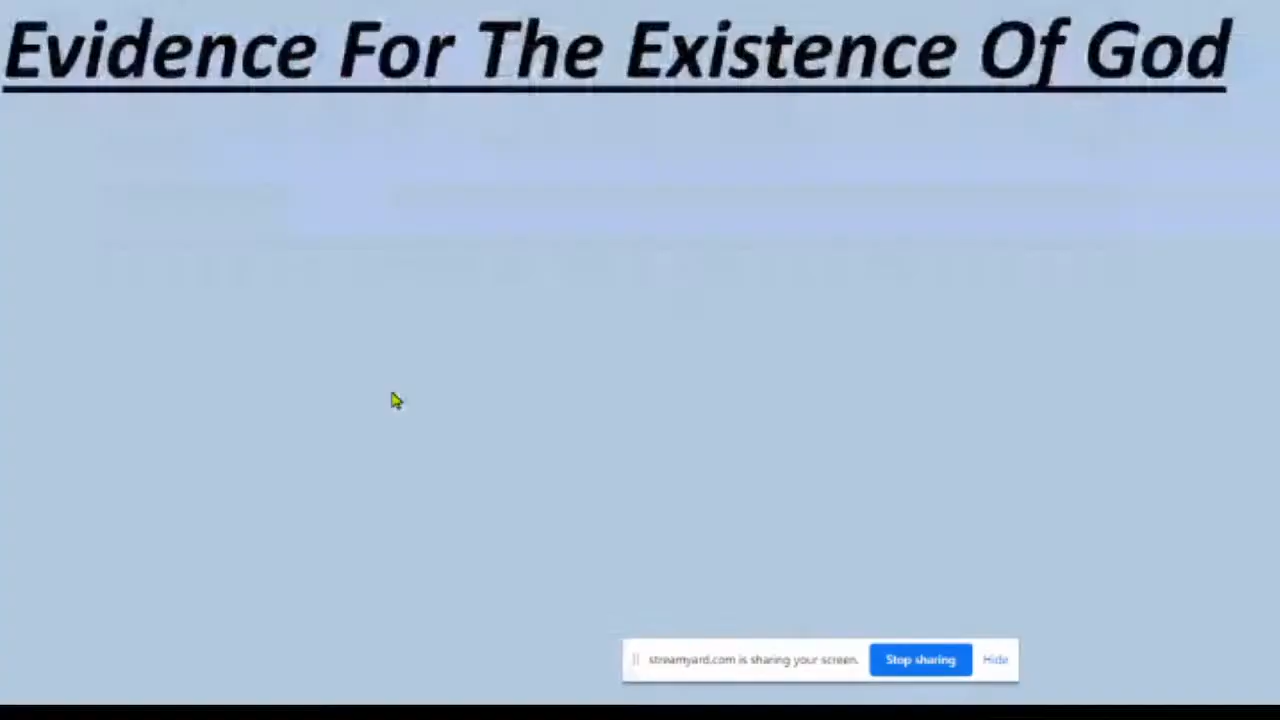 Evidence For The Existence Of God
streamyard.com is sharing your screen. Stop sharing Hide